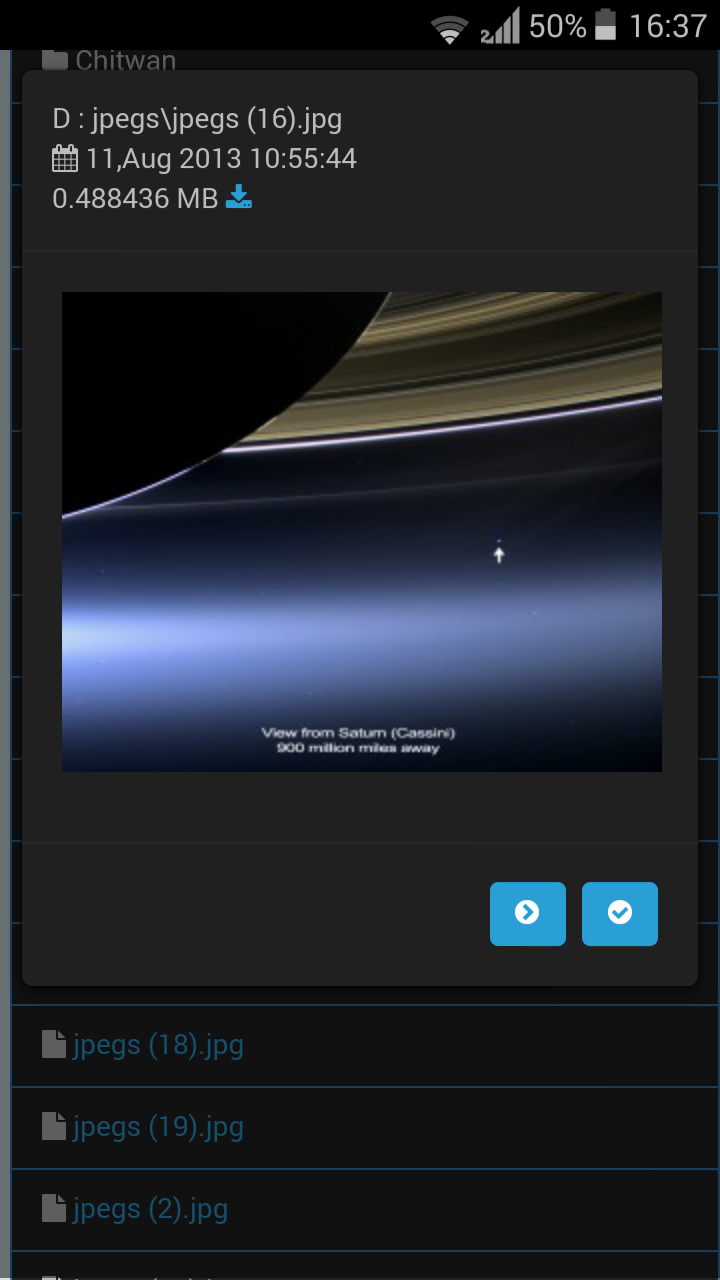 50% 16:37
Chitwan
D : jpegs\jpegs (16).jpg
11,Aug 2013 10:55:44
0.488436 MB
View from Saturn (Cassini)
900 million miles away
jpegs (18).jpg
jpegs (19).jpg
jpegs (2).jpg